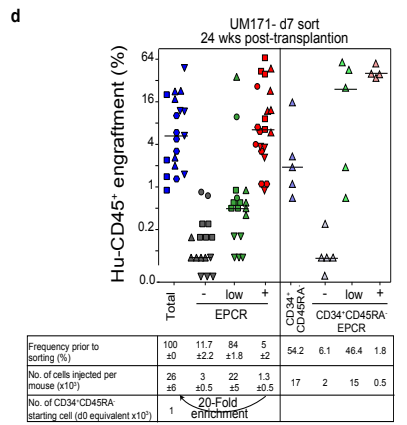 d
UM171- d7 sort
24 wks post-transplantion
Hu-CD45⁺ engraftment (%)
64
16
4
1
0.2
0.0
Total
- low +
EPCR
CD34⁺
CD45RA⁻
- low +
CD34⁺CD45RA⁻
EPCR
Frequency prior to sorting (%) 100 ±0 11.7 ±2.2 84 ±1.8 5 ±2 54.2 6.1 46.4 1.8
No. of cells injected per mouse (x10³) 26 ±6 3 ±0.5 22 ±5 1.3 ±0.5 17 2 15 0.5
No. of CD34⁺CD45RA⁻ starting cell (d0 equivalent x10³) 1 20-Fold enrichment